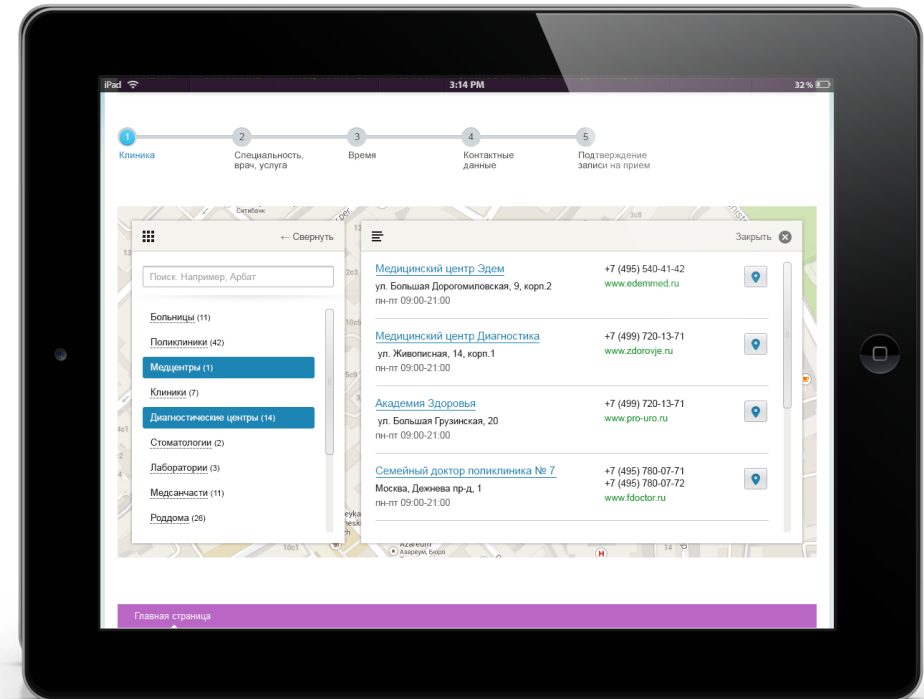 iPad
3:14 PM
32 %
1
2
3
4
5
Клиника
Специальность,
врач, услуга
Время
Контактные
данные
Подтверждение
записи на прием
Ситибанк
← Свернуть
Закрыть
Поиск. Например, Арбат
Больницы (11)
Поликлиники (42)
Медцентры (1)
Клиники (7)
Диагностические центры (14)
Стоматологии (2)
Лаборатории (3)
Медсанчасти (11)
Роддома (26)
Медицинский центр Эдем
ул. Большая Дорогомиловская, 9, корп.2
пн-пт 09:00-21:00
+7 (495) 540-41-42
www.edemmed.ru
Медицинский центр Диагностика
ул. Живописная, 14, корп.1
пн-пт 09:00-21:00
+7 (499) 720-13-71
www.zdorovje.ru
Академия Здоровья
ул. Большая Грузинская, 20
пн-пт 09:00-21:00
+7 (499) 720-13-71
www.pro-uro.ru
Семейный доктор поликлиника № 7
Москва, Дежнева пр-д, 1
пн-пт 09:00-21:00
+7 (495) 780-07-71
+7 (495) 780-07-72
www.fdoctor.ru
3с8
10с1
Азареум, Бюро
14
Н
Главная страница